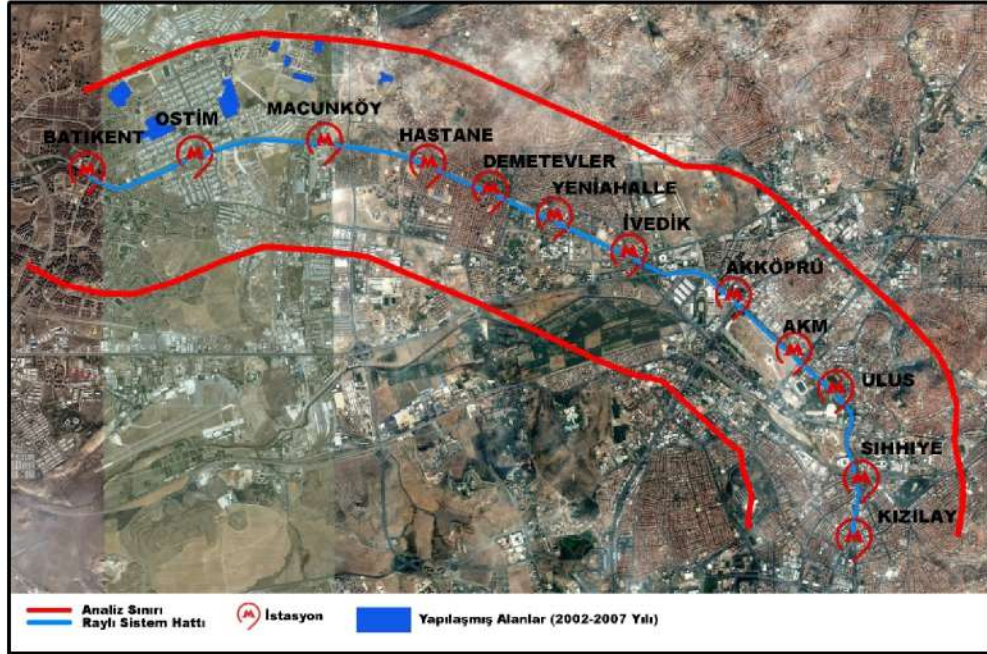 BATIKENT
OSTİM
MACUNKÖY
HASTANE
DEMETEVLER
YENİAHALLE
İVEDİK
AKKÖPRÜ
AKM
ULUS
SIHHIYE
KIZILAY
Analiz Sınırı
Raylı Sistem Hattı
İstasyon
Yapılaşmış Alanlar (2002-2007 Yılı)